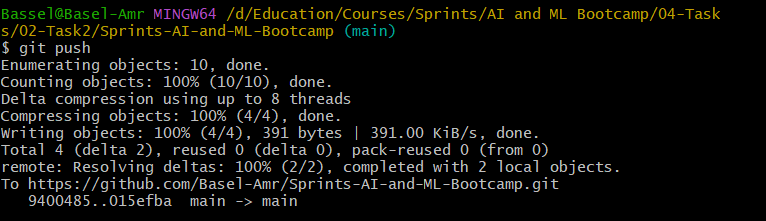 Bassel@Basel-Amr MINGW64 /d/Education/Courses/Sprints/AI and ML Bootcamp/04-Task
s/02-Task2/Sprints-AI-and-ML-Bootcamp (main)
$ git push
Enumerating objects: 10, done.
Counting objects: 100% (10/10), done.
Delta compression using up to 8 threads
Compressing objects: 100% (4/4), done.
Writing objects: 100% (4/4), 391 bytes | 391.00 KiB/s, done.
Total 4 (delta 2), reused 0 (delta 0), pack-reused 0 (from 0)
remote: Resolving deltas: 100% (2/2), completed with 2 local objects.
To https://github.com/Basel-Amr/Sprints-AI-and-ML-Bootcamp.git
   9400485..015efba  main -> main